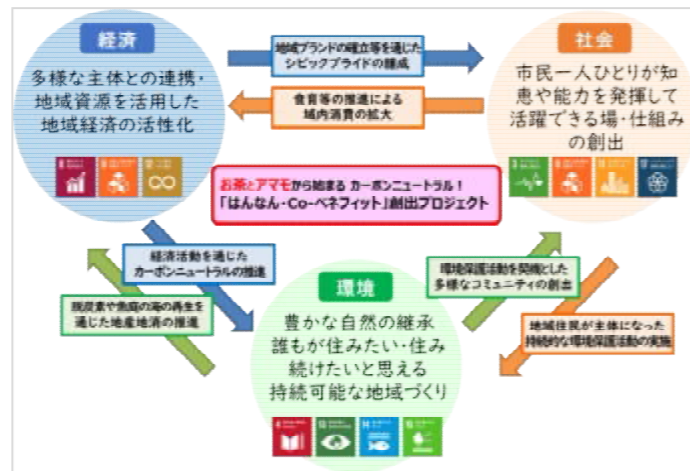 経済
多様な主体との連携・
地域資源を活用した
地域経済の活性化
地域ブランドの確立等を通じた
シビックプライドの醸成
食育等の推進による
域内消費の拡大
社会
市民一人ひとりが知
恵や能力を発揮して
活躍できる場・仕組み
の創出
お茶とアマモから始まる カーボンニュートラル!
「はんなん・Co-ベネフィット」創出プロジェクト
経済活動を通じた
カーボンニュートラルの推進
脱炭素や魚庭の海の再生を
通じた地産地消の推進
環境
豊かな自然の継承
誰もが住みたい・住み
続けたいと思える
持続可能な地域づくり
環境保護活動を契機とした
多様なコミュニティの創出
地域住民が主体になった
持続的な環境保護活動の実施